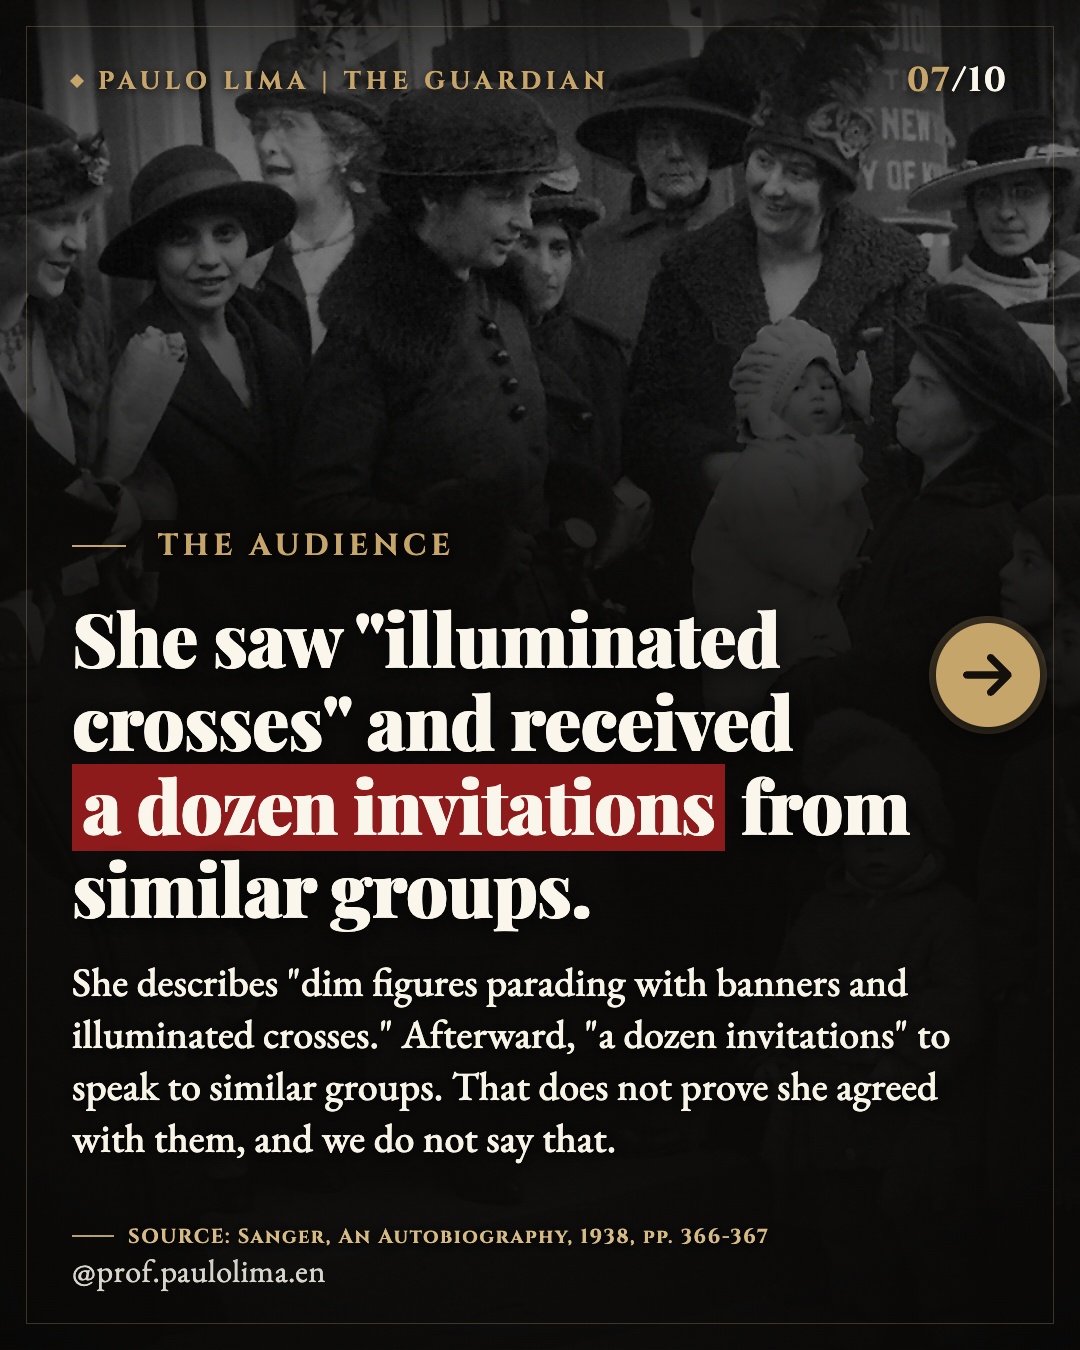 PAULO LIMA | THE GUARDIAN
07/10
NEW
Y OF
THE AUDIENCE
She saw "illuminated
crosses" and received
a dozen invitations from
similar groups.
She describes "dim figures parading with banners and
illuminated crosses." Afterward, "a dozen invitations" to
speak to similar groups. That does not prove she agreed
with them, and we do not say that.
SOURCE: SANGER, AN AUTOBIOGRAPHY, 1938, PP. 366-367
@prof.paulolima.en